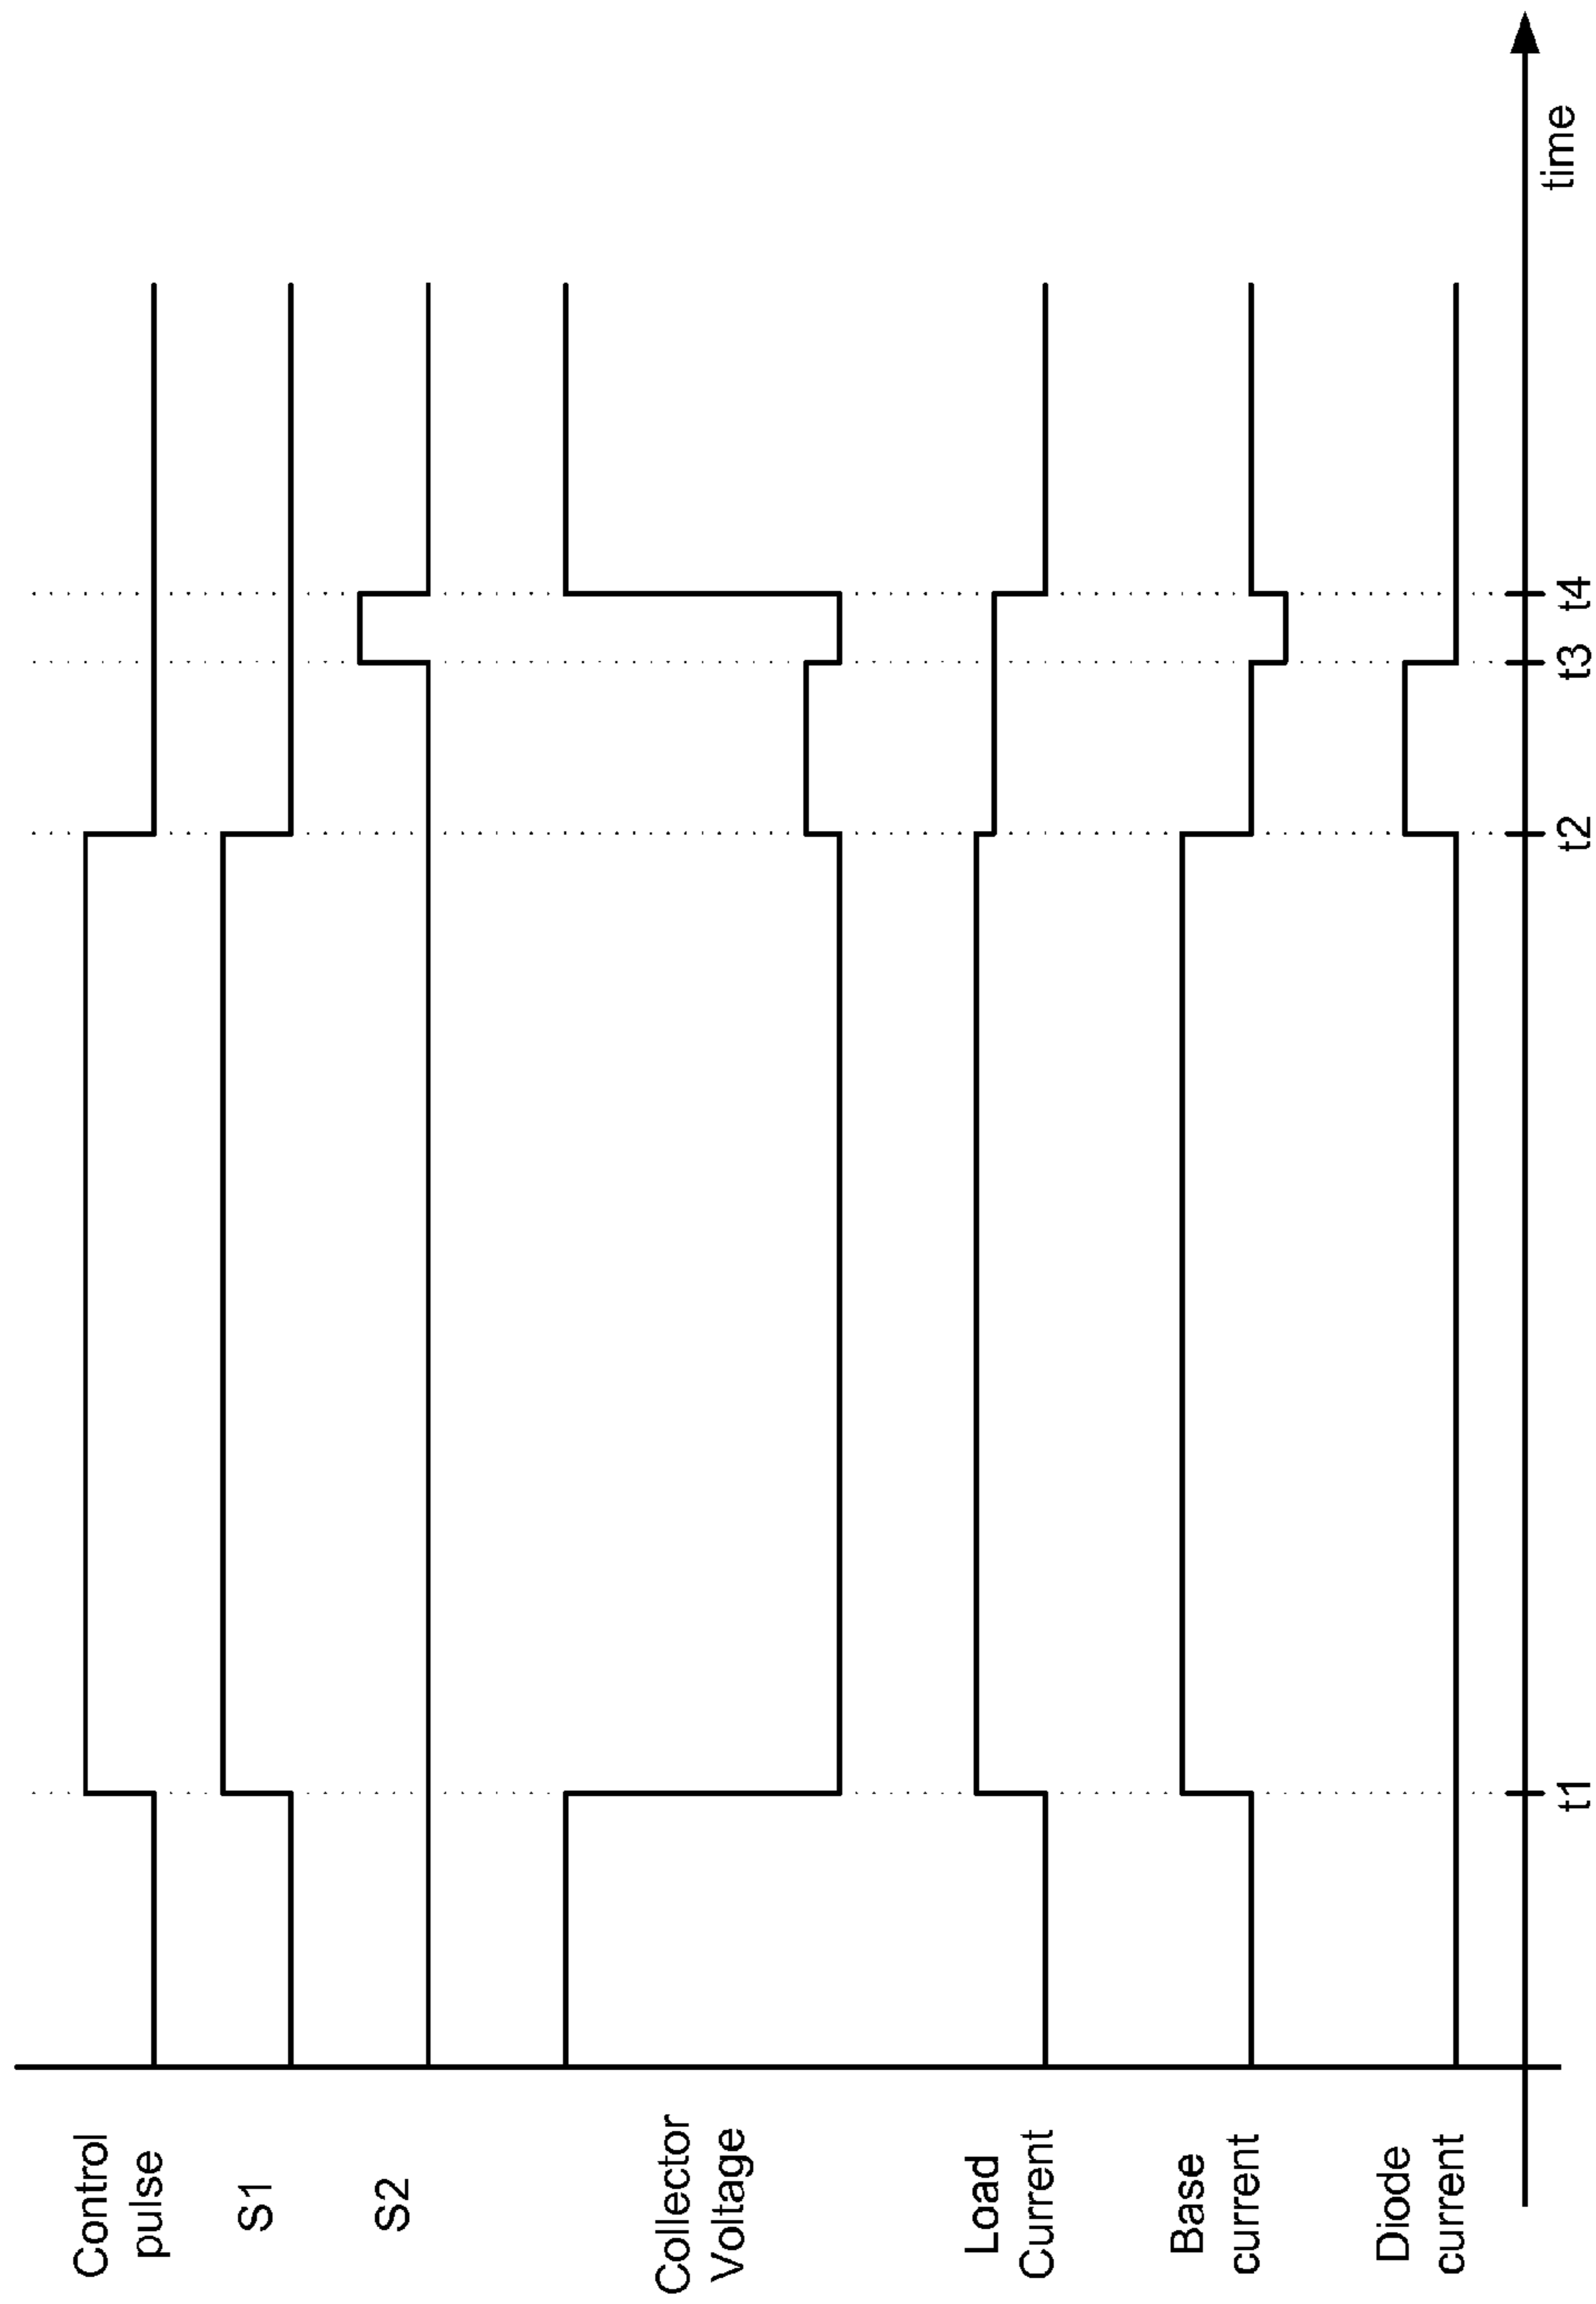 Control
pulse
S1
S2
Collector
Voltage
Load
Current
Base
current
Diode
current
t1
t2
t3
t4
time